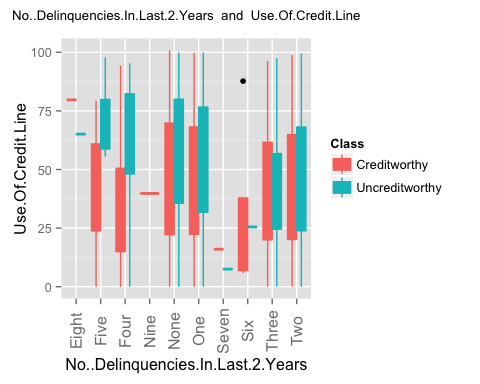 No..Delinquencies.In.Last.2.Years and Use.Of.Credit.Line
100
75
50
25
0
Use.Of.Credit.Line
Eight
Five
Four
Nine
None
One
Seven
Six
Three
Two
No..Delinquencies.In.Last.2.Years
Class
Creditworthy
Uncreditworthy